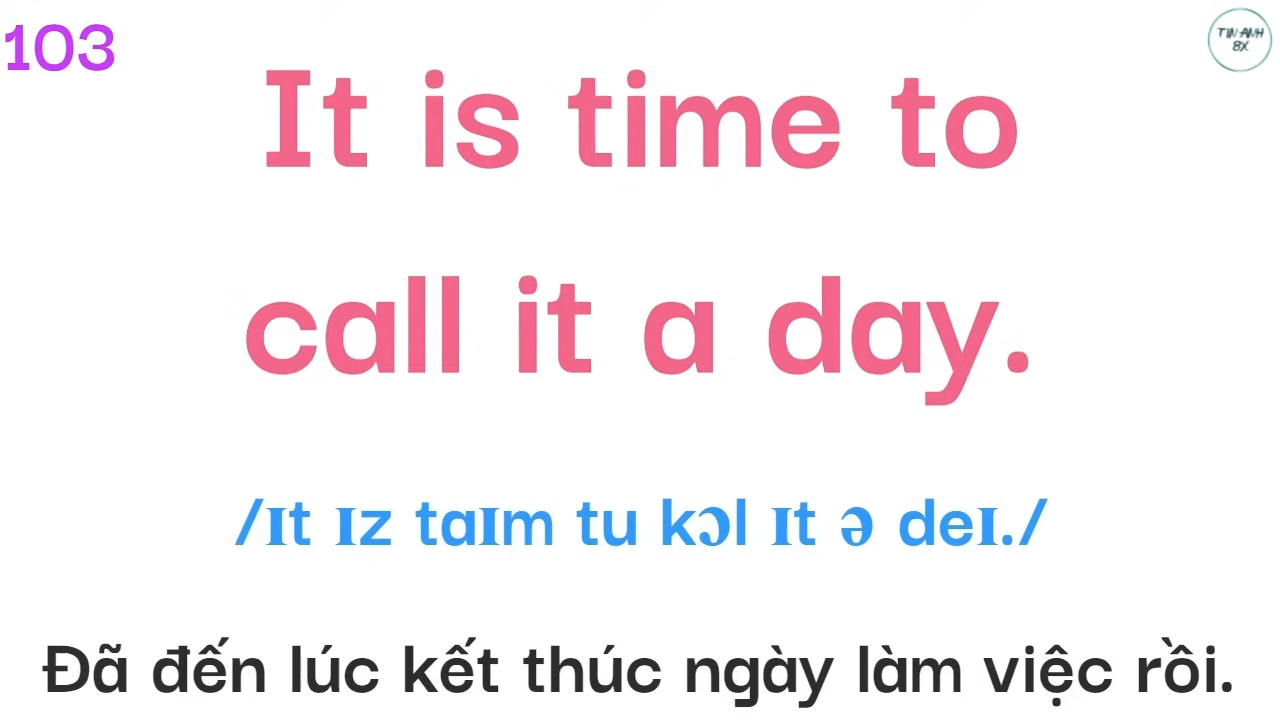 103
TIN ANH
8X
It is time to
call it a day.
/ɪt ɪz taɪm tu kɔl ɪt ə deɪ./
Đã đến lúc kết thúc ngày làm việc rồi.